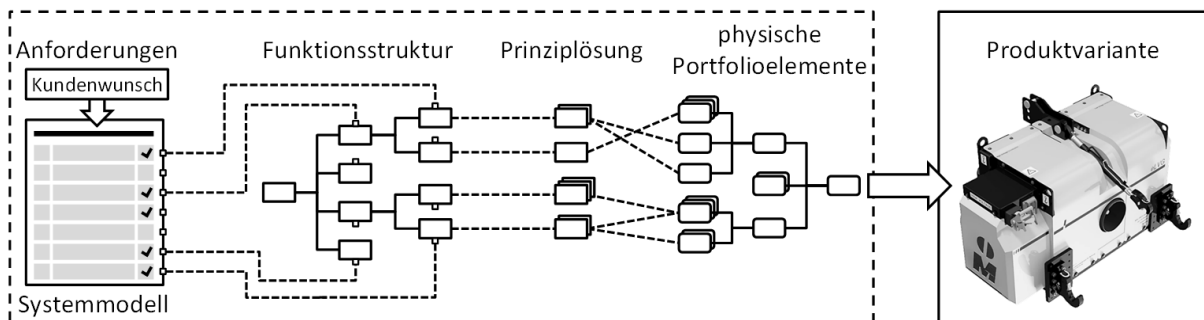 Anforderungen
Kundenwunsch
Systemmodell
Funktionsstruktur
Prinziplösung
physische
Portfolioelemente
Produktvariante
M